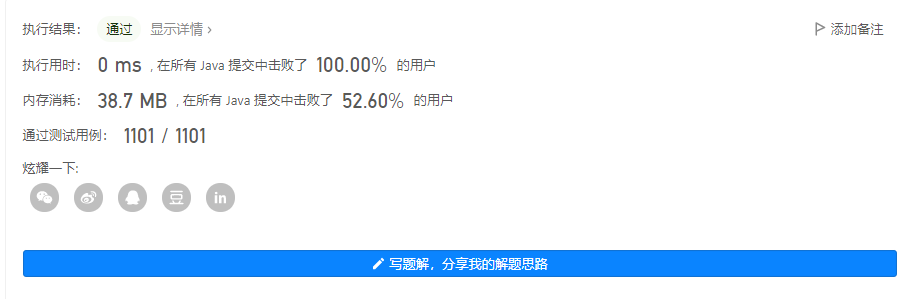 执行结果： 通过 显示详情 › 添加备注
执行用时： 0 ms , 在所有 Java 提交中击败了 100.00% 的用户
内存消耗： 38.7 MB , 在所有 Java 提交中击败了 52.60% 的用户
通过测试用例： 1101 / 1101
炫耀一下:
豆 in
写题解，分享我的解题思路